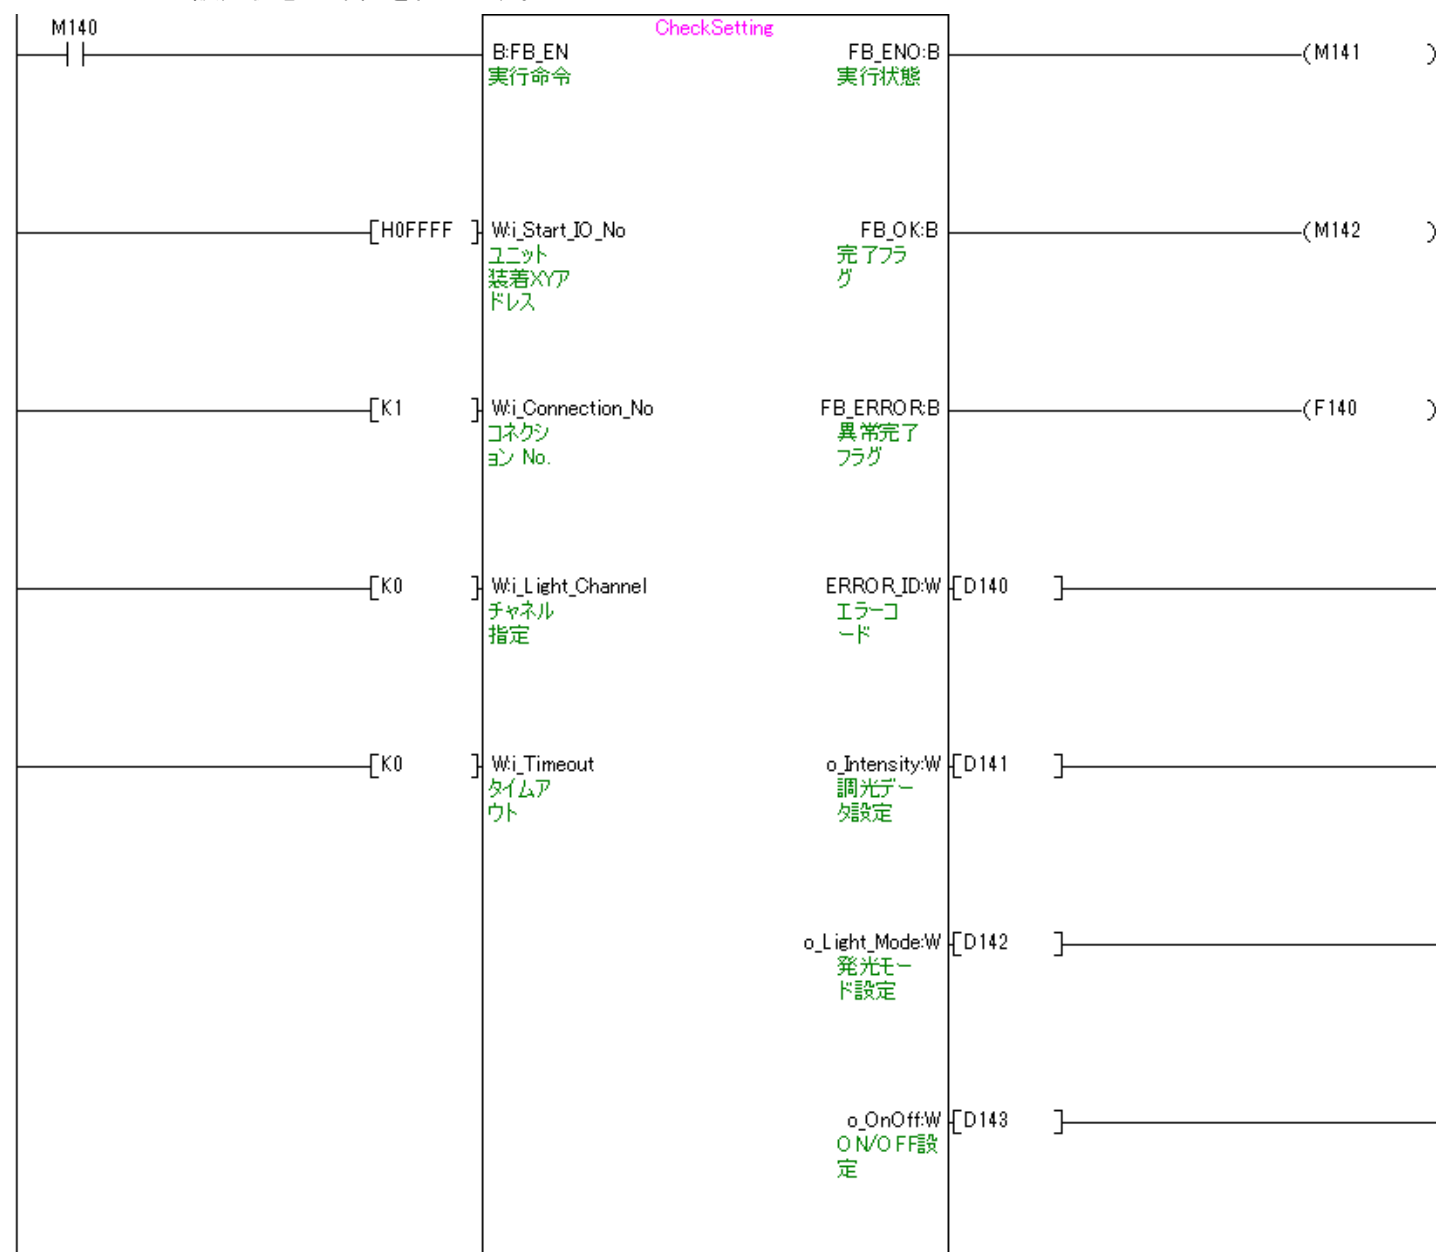 M140
CheckSetting
B:FB_EN
実行命令
FB_ENO:B
実行状態
(M141 )
[H0FFFF ]
W:i_Start_IO_No
ユニット
装着XYア
ドレス
FB_OK:B
完了フラ
グ
(M142 )
[K1 ]
W:i_Connection_No
コネクシ
ョン No.
FB_ERROR:B
異常完了
フラグ
(F140 )
[K0 ]
W:i_Light_Channel
チャネル
指定
ERROR_ID:W
エラーコ
ード
[D140 ]
[K0 ]
W:i_Timeout
タイムア
ウト
o_Intensity:W
調光デー
タ設定
[D141 ]
o_Light_Mode:W
発光モー
ド設定
[D142 ]
o_OnOff:W
ON/OFF設
定
[D143 ]